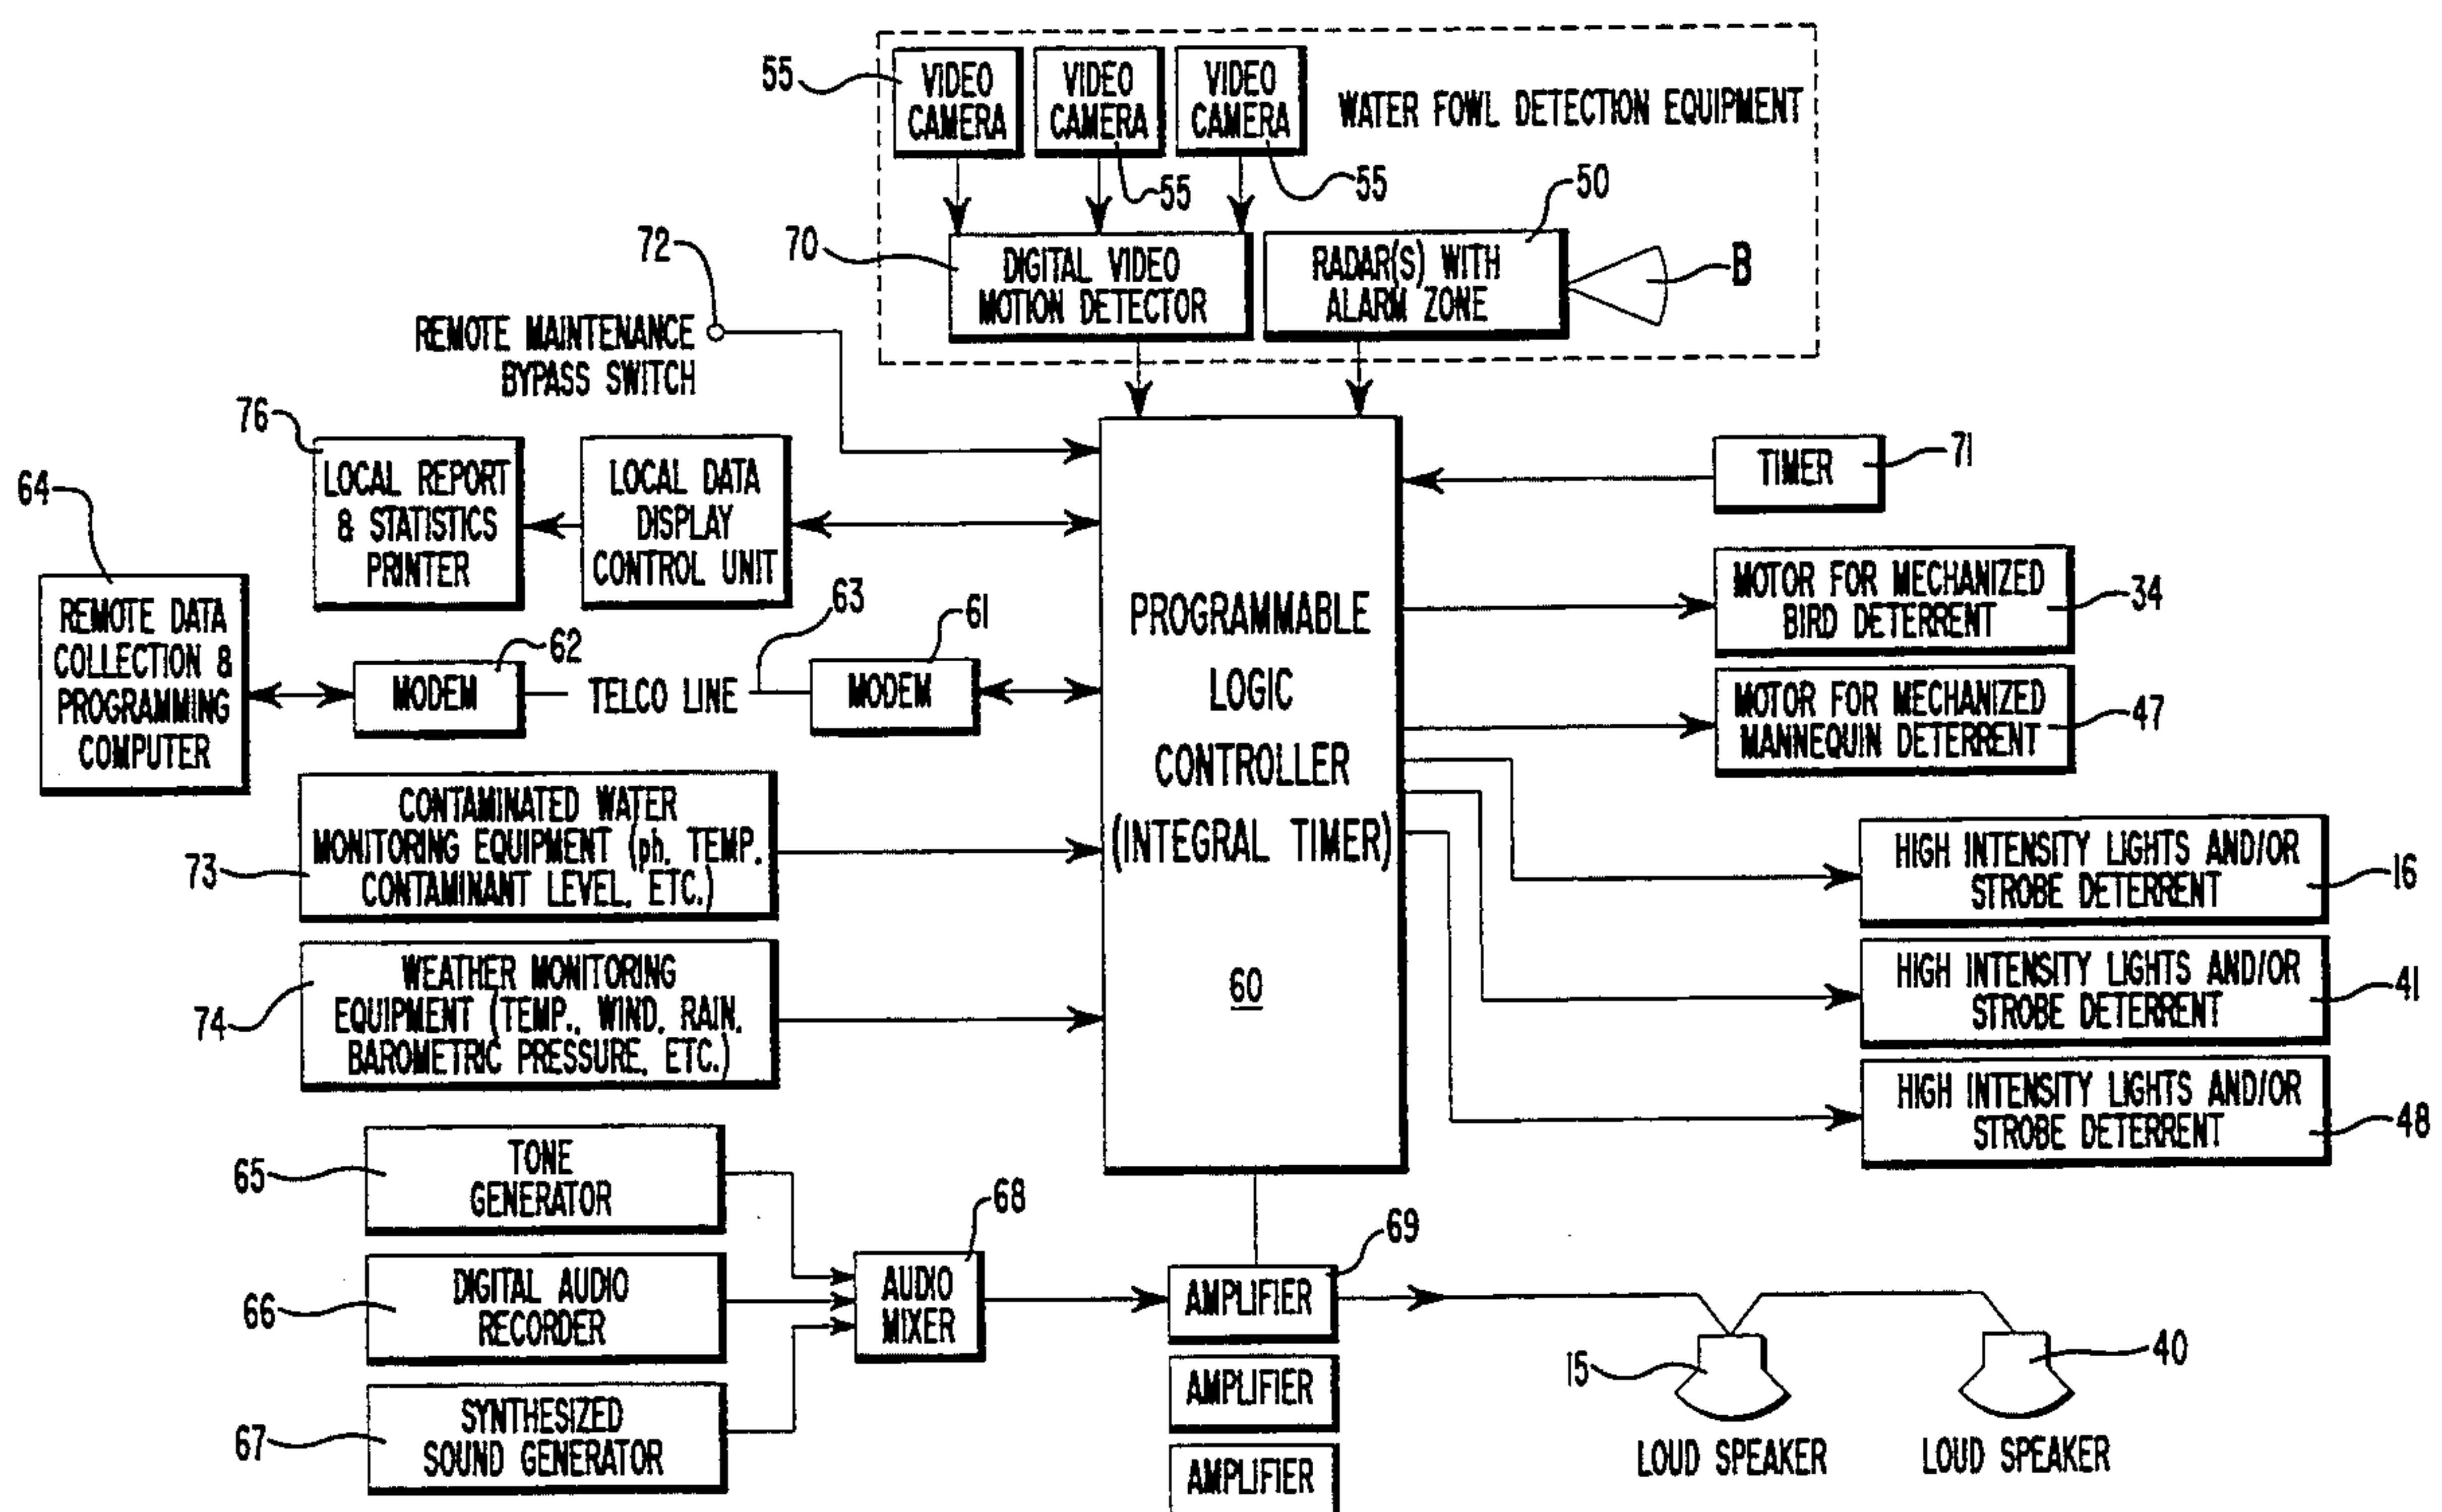 55
VIDEO
CAMERA
VIDEO
CAMERA
VIDEO
CAMERA
WATER FOWL DETECTION EQUIPMENT
55
55
50
72
70
DIGITAL VIDEO
MOTION DETECTOR
RADAR(S) WITH
ALARM ZONE
B
REMOTE MAINTENANCE
BYPASS SWITCH
76
64
LOCAL REPORT
& STATISTICS
PRINTER
LOCAL DATA
DISPLAY
CONTROL UNIT
TIMER
71
REMOTE DATA
COLLECTION &
PROGRAMMING
COMPUTER
62
MODEM
TELCO LINE
63
61
MODEM
PROGRAMMABLE
LOGIC
CONTROLLER
(INTEGRAL TIMER)
60
MOTOR FOR MECHANIZED
BIRD DETERRENT
34
MOTOR FOR MECHANIZED
MANNEQUIN DETERRENT
47
73
CONTAMINATED WATER
MONITORING EQUIPMENT (ph, TEMP.
CONTAMINANT LEVEL, ETC.)
HIGH INTENSITY LIGHTS AND/OR
STROBE DETERRENT
16
74
WEATHER MONITORING
EQUIPMENT (TEMP., WIND, RAIN,
BAROMETRIC PRESSURE, ETC.)
HIGH INTENSITY LIGHTS AND/OR
STROBE DETERRENT
41
HIGH INTENSITY LIGHTS AND/OR
STROBE DETERRENT
48
65
TONE
GENERATOR
66
DIGITAL AUDIO
RECORDER
67
SYNTHESIZED
SOUND GENERATOR
68
AUDIO
MIXER
69
AMPLIFIER
AMPLIFIER
AMPLIFIER
15
LOUD SPEAKER
40
LOUD SPEAKER